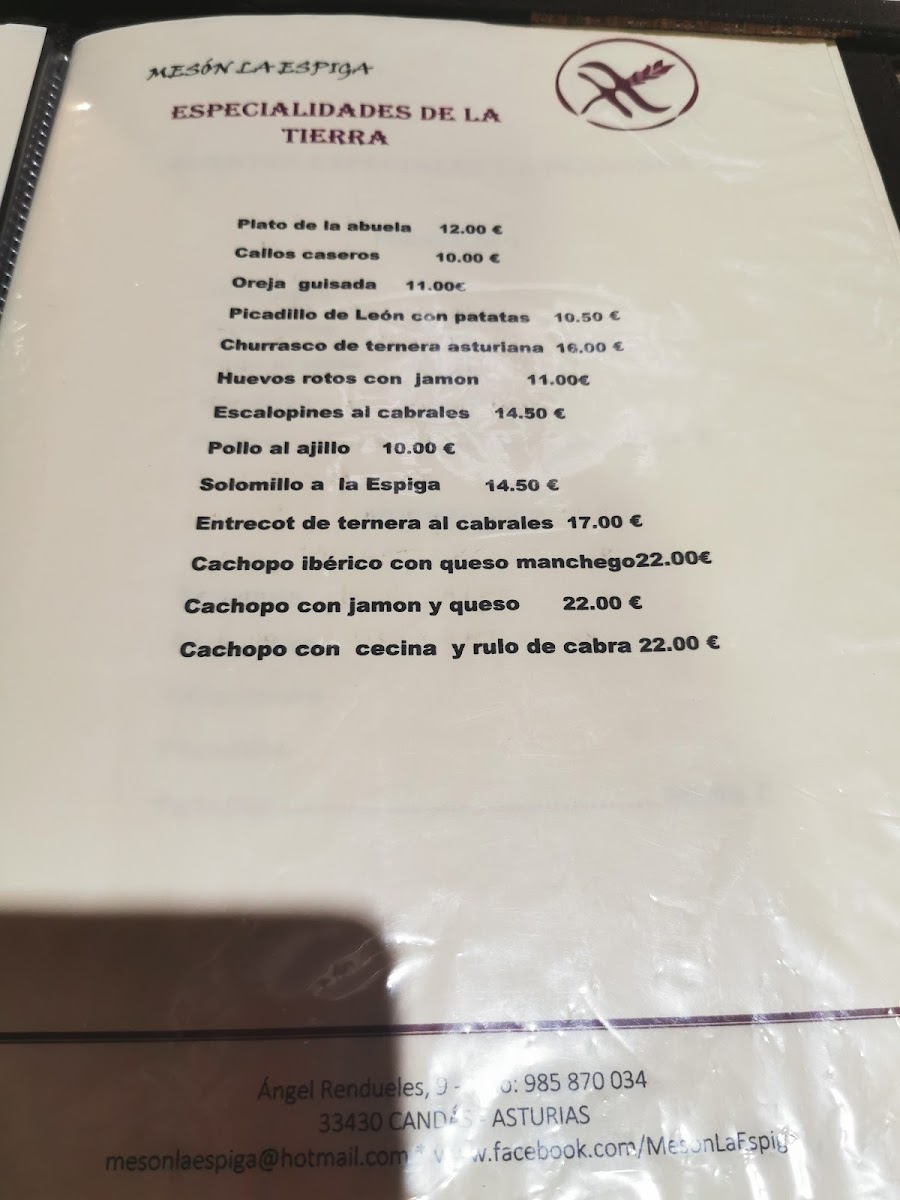 MESÓN LA ESPIGA
ESPECIALIDADES DE LA
TIERRA
Plato de la abuela 12.00 €
Callos caseros 10.00 €
Oreja guisada 11.00€
Picadillo de León con patatas 10.50 €
Churrasco de ternera asturiana 16.00 €
Huevos rotos con jamon 11.00€
Escalopines al cabrales 14.50 €
Pollo al ajillo 10.00 €
Solomillo a la Espiga 14.50 €
Entrecot de ternera al cabrales 17.00 €
Cachopo ibérico con queso manchego22.00€
Cachopo con jamon y queso 22.00 €
Cachopo con cecina y rulo de cabra 22.00 €
Ángel Rendueles, 9 - o: 985 870 034
33430 CANDÁS - ASTURIAS
mesonlaespiga@hotmail.com * w.facebook.com/MesonLaEspig